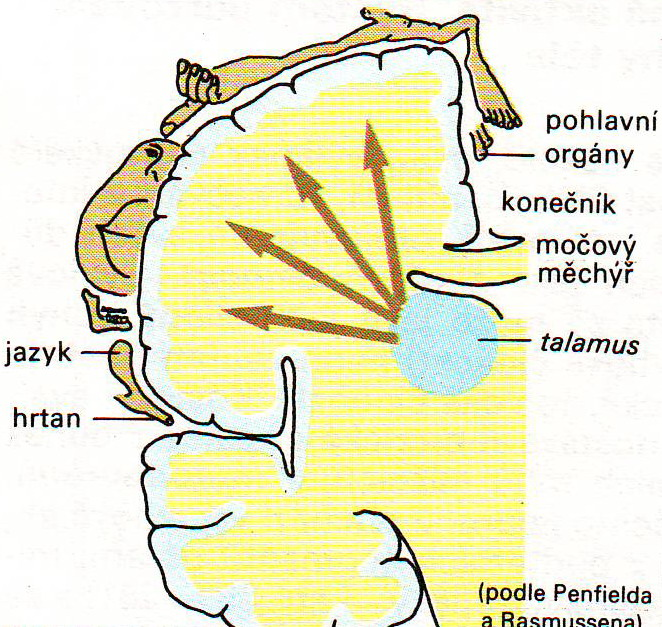 pohlavní
orgány
konečník
močový
měchýř
talamus
jazyk
hrtan
(podle Penfielda
a Rasmussena)